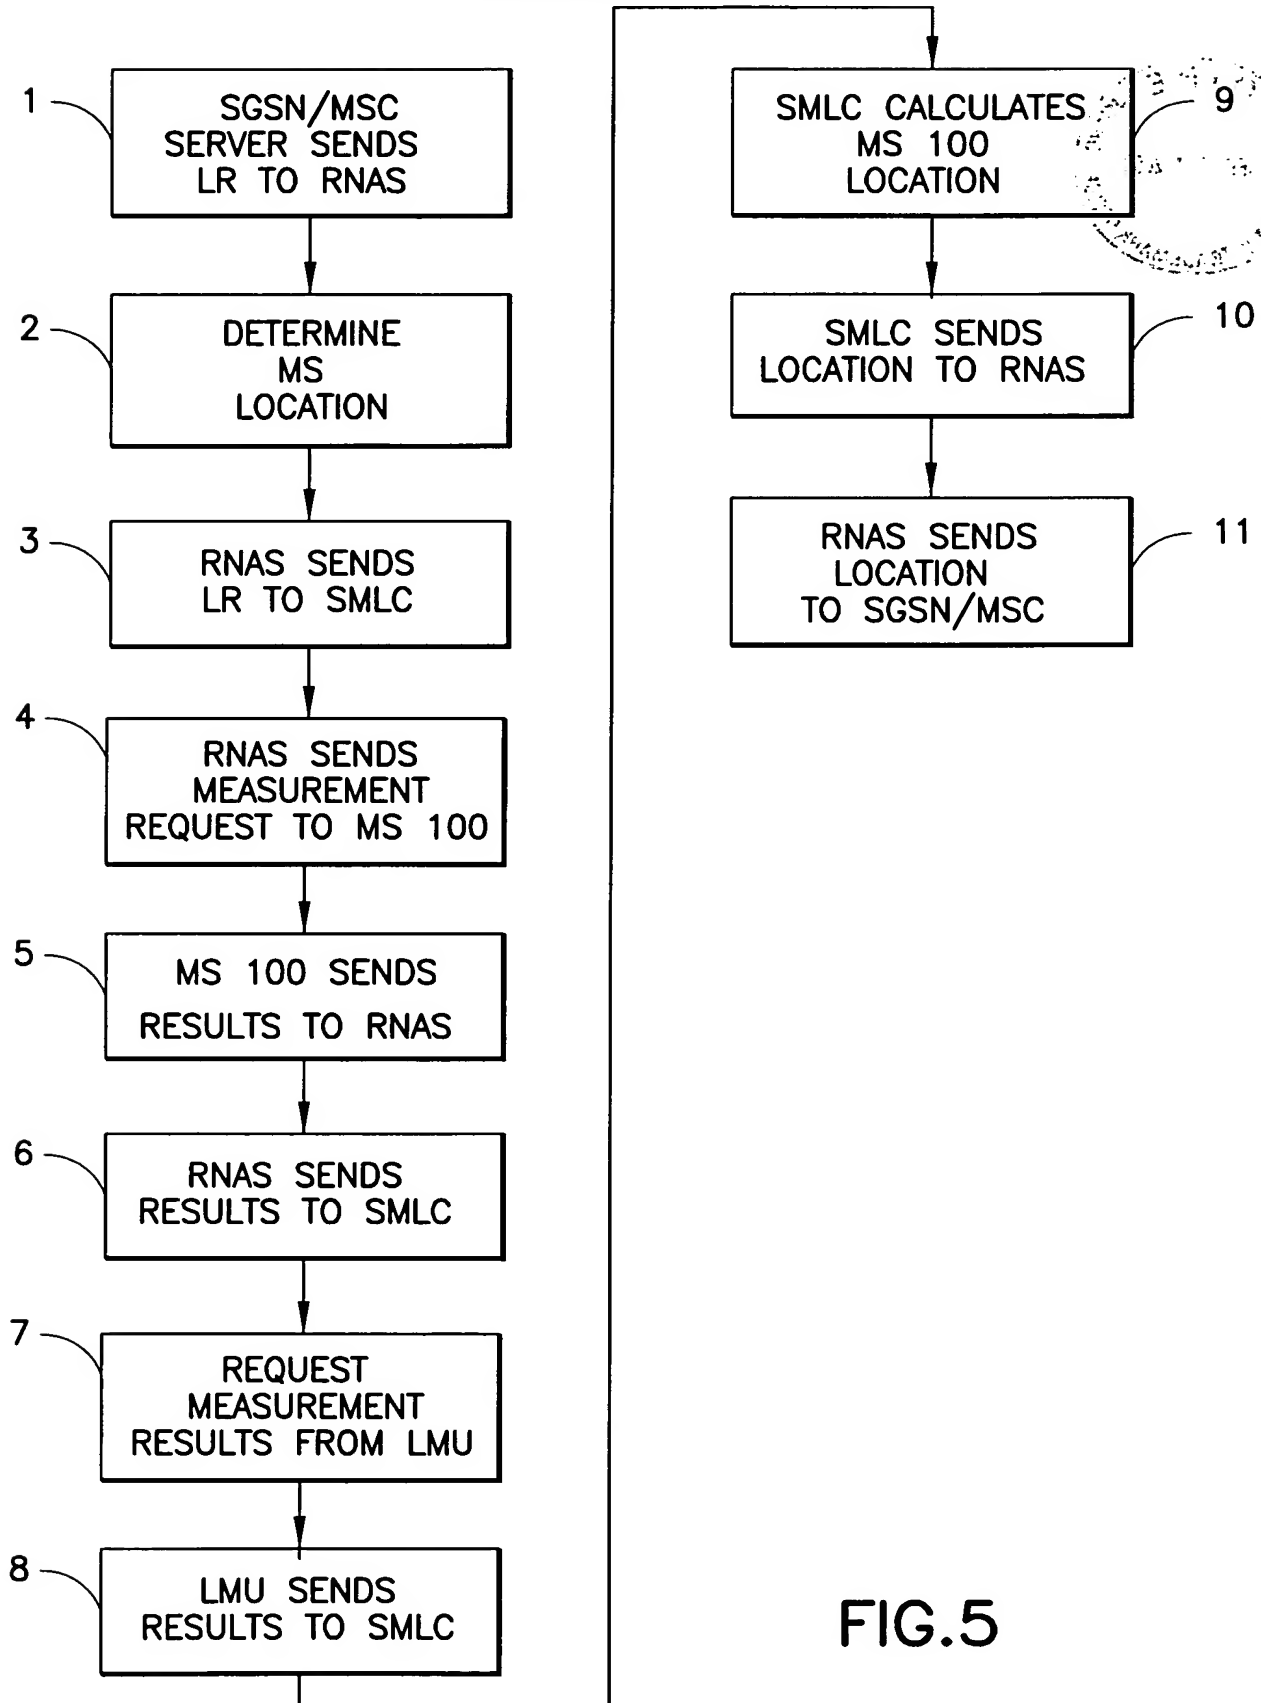 1
SGSN/MSC
SERVER SENDS
LR TO RNAS
2
DETERMINE
MS
LOCATION
3
RNAS SENDS
LR TO SMLC
4
RNAS SENDS
MEASUREMENT
REQUEST TO MS 100
5
MS 100 SENDS
RESULTS TO RNAS
6
RNAS SENDS
RESULTS TO SMLC
7
REQUEST
MEASUREMENT
RESULTS FROM LMU
8
LMU SENDS
RESULTS TO SMLC
SMLC CALCULATES
MS 100
LOCATION
9
SMLC SENDS
LOCATION TO RNAS
10
RNAS SENDS
LOCATION
TO SGSN/MSC
11
FIG.5